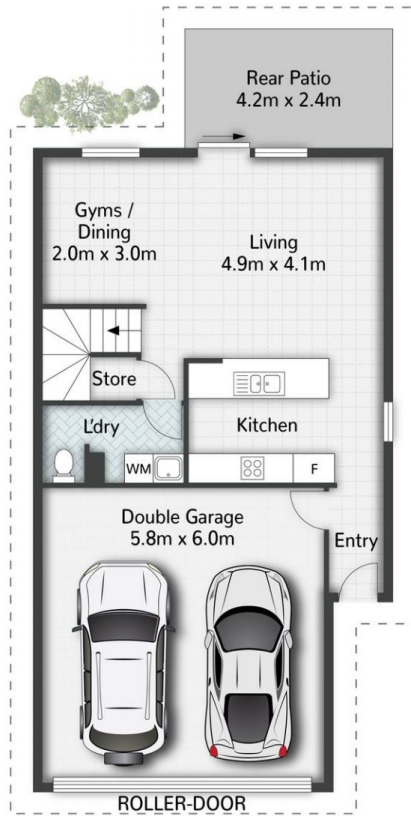 Rear Patio
4.2m x 2.4m
Gyms /
Dining
2.0m x 3.0m
Living
4.9m x 4.1m
Store
L'dry
Kitchen
WM
F
Double Garage
5.8m x 6.0m
Entry
ROLLER-DOOR